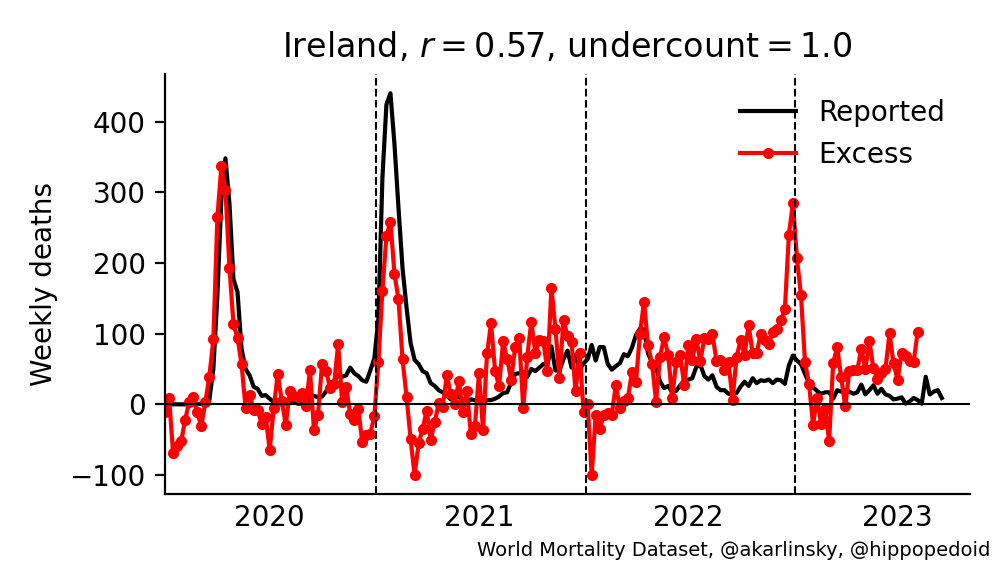 Ireland, r = 0.57, undercount = 1.0
Reported
Excess
Weekly deaths
400
300
200
100
0
−100
2020 2021 2022 2023
World Mortality Dataset, @akarlinsky, @hippopedoid